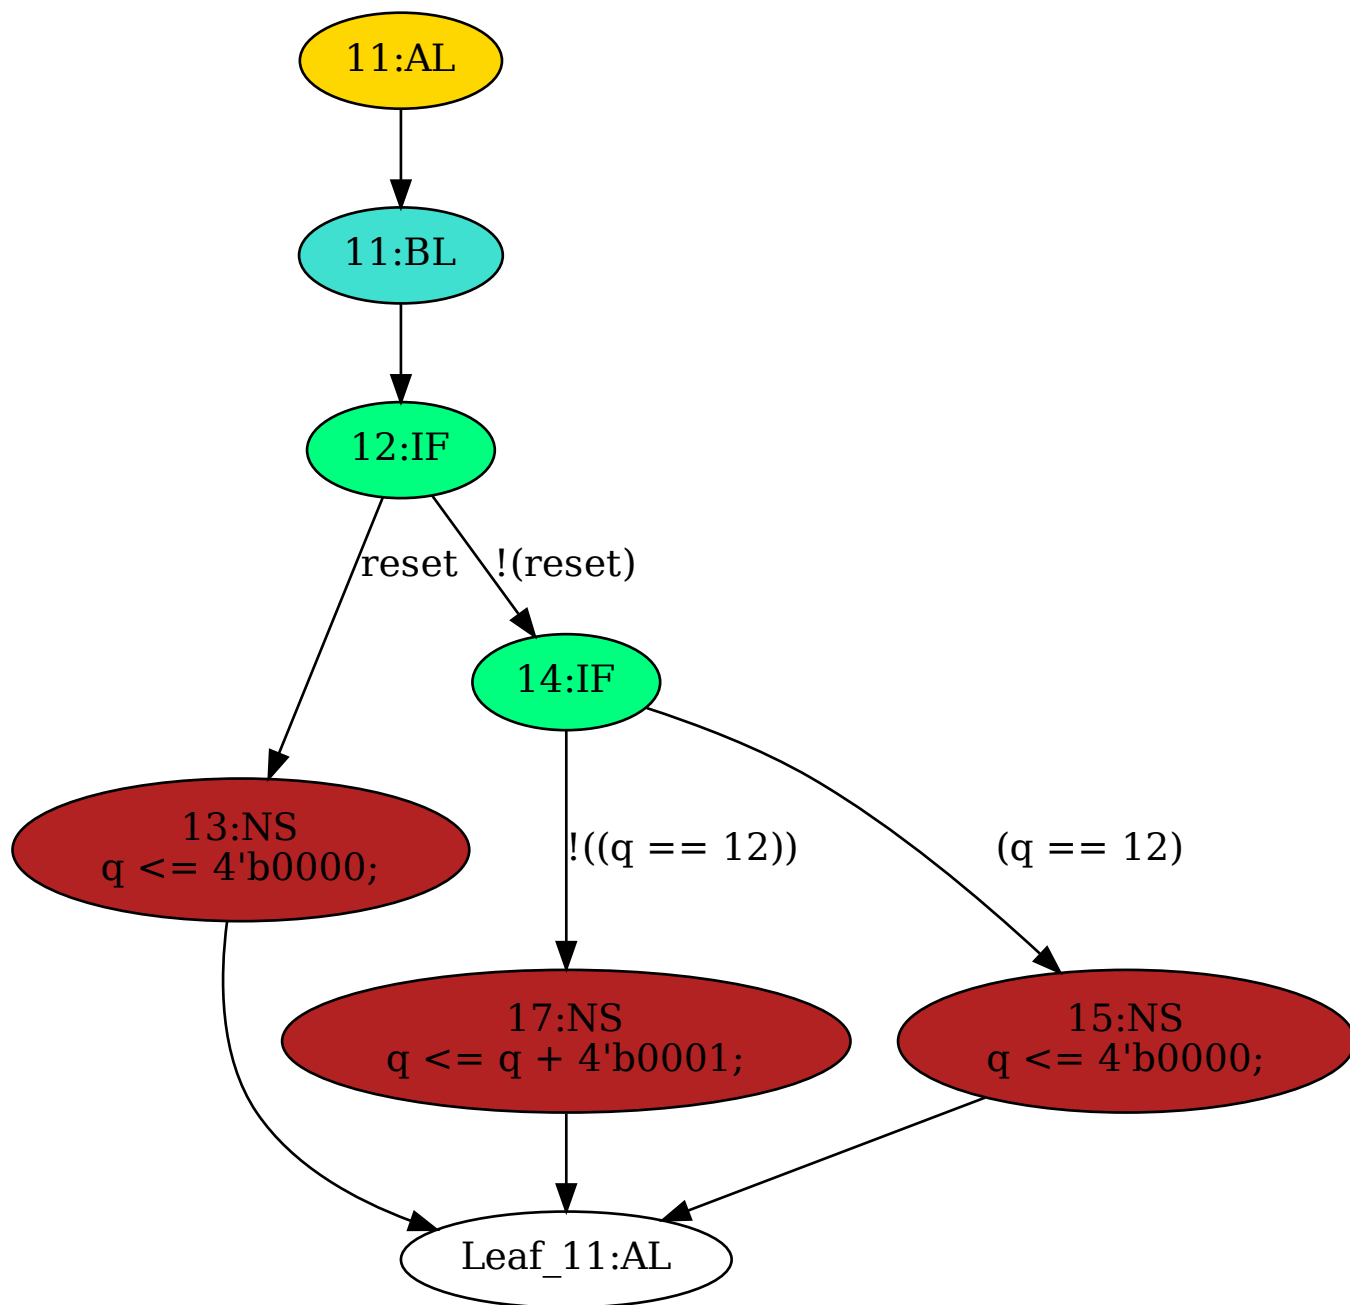 11:AL
11:BL
12:IF
reset
!(reset)
14:IF
13:NS
q <= 4'b0000;
!((q == 12))
(q == 12)
17:NS
q <= q + 4'b0001;
15:NS
q <= 4'b0000;
Leaf_11:AL